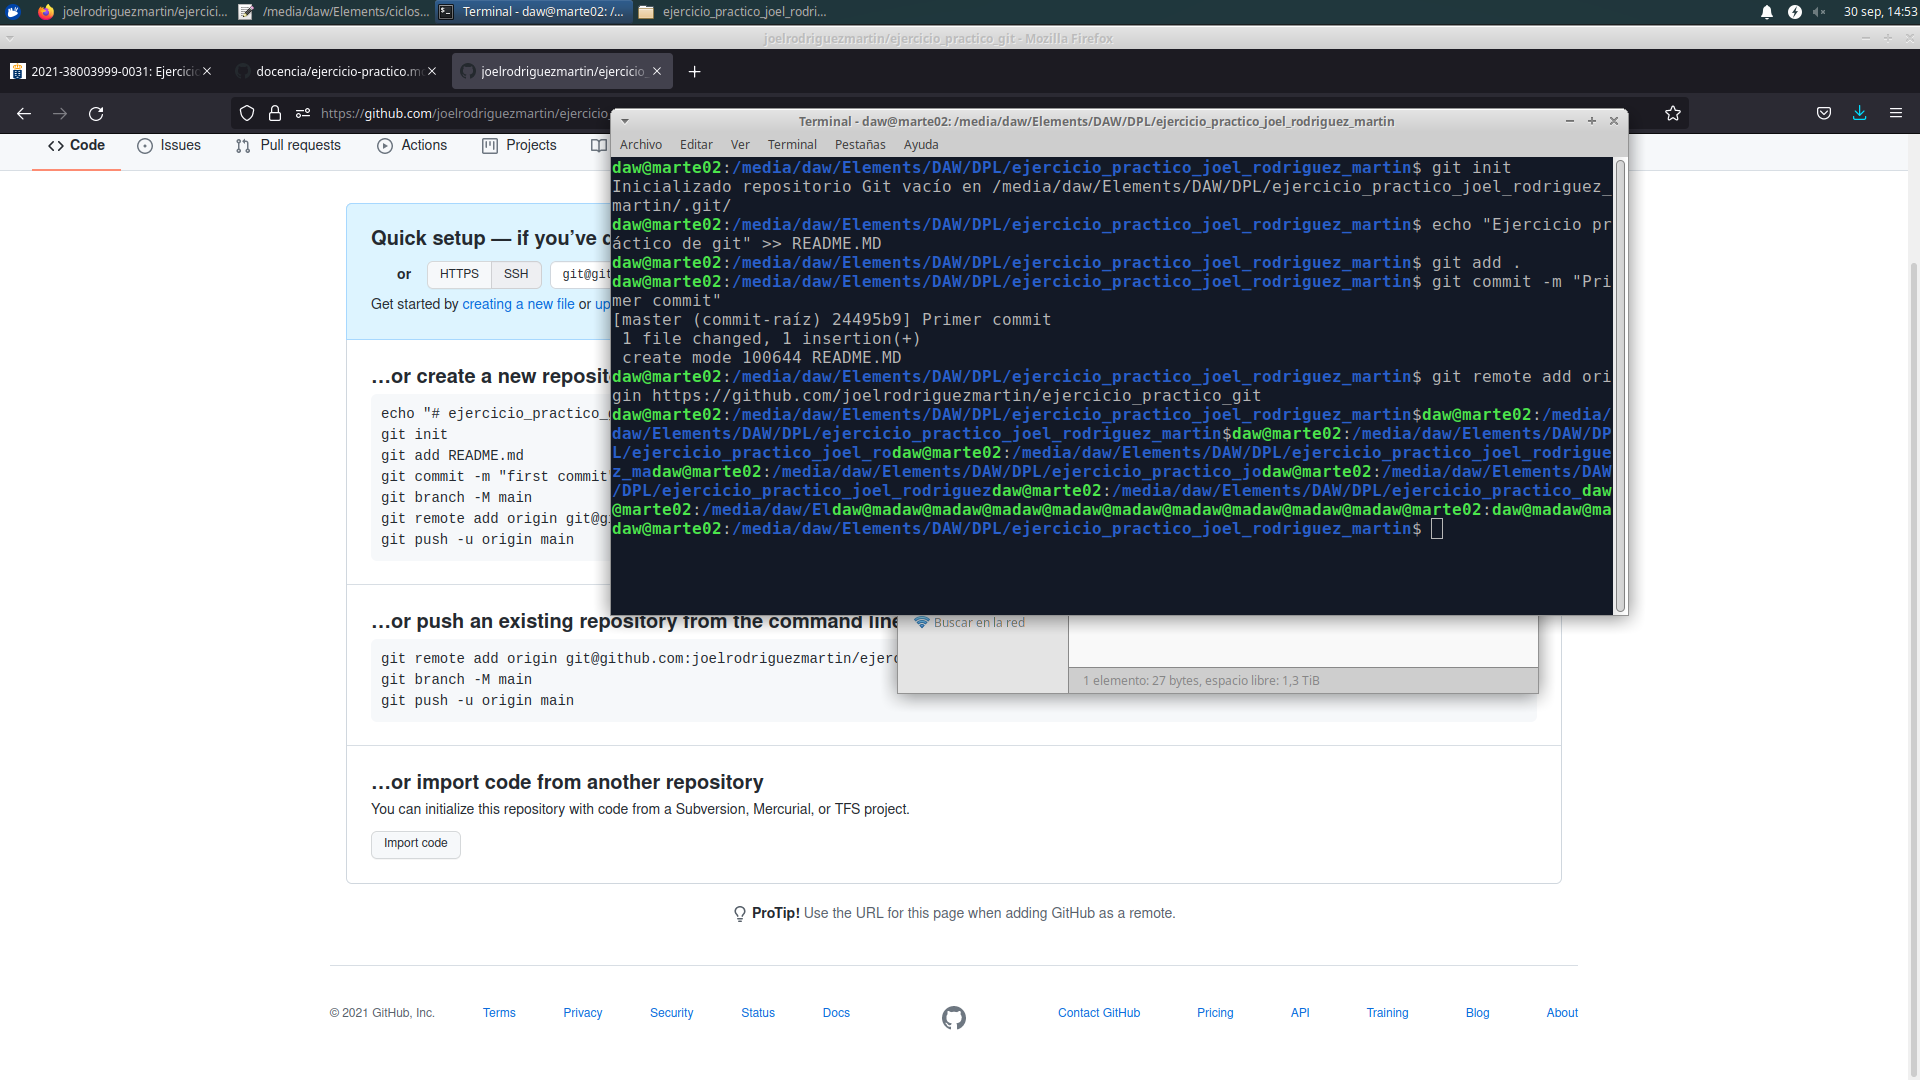 joelrodriguezmartin/ejercici...
/media/daw/Elements/ciclos...
Terminal - daw@marte02: /...
ejercicio_practico_joel_rodri...
30 sep, 14:53
joelrodriguezmartin/ejercicio_practico_git - Mozilla Firefox
2021-38003999-0031: Ejercicio
docencia/ejercicio-practico.m
joelrodriguezmartin/ejercicio_
https://github.com/joelrodriguezmartin/ejercicio_
Code
Issues
Pull requests
Actions
Projects
Quick setup — if you've
or
HTTPS
SSH
git@git
Get started by creating a new file or up
…or create a new reposit
echo "# ejercicio_practico_
git init
git add README.md
git commit -m "first commit
git branch -M main
git remote add origin git@g
git push -u origin main
…or push an existing repository from the command line
git remote add origin git@github.com:joelrodriguezmartin/ejerc
git branch -M main
git push -u origin main
…or import code from another repository
You can initialize this repository with code from a Subversion, Mercurial, or TFS project.
Import code
ProTip! Use the URL for this page when adding GitHub as a remote.
© 2021 GitHub, Inc.
Terms
Privacy
Security
Status
Docs
Contact GitHub
Pricing
API
Training
Blog
About
Terminal - daw@marte02: /media/daw/Elements/DAW/DPL/ejercicio_practico_joel_rodriguez_martin
Archivo Editar Ver Terminal Pestañas Ayuda
daw@marte02:/media/daw/Elements/DAW/DPL/ejercicio_practico_joel_rodriguez_martin$ git init
Inicializado repositorio Git vacío en /media/daw/Elements/DAW/DPL/ejercicio_practico_joel_rodriguez_
martin/.git/
daw@marte02:/media/daw/Elements/DAW/DPL/ejercicio_practico_joel_rodriguez_martin$ echo "Ejercicio pr
áctico de git" >> README.MD
daw@marte02:/media/daw/Elements/DAW/DPL/ejercicio_practico_joel_rodriguez_martin$ git add .
daw@marte02:/media/daw/Elements/DAW/DPL/ejercicio_practico_joel_rodriguez_martin$ git commit -m "Pri
mer commit"
[master (commit-raíz) 24495b9] Primer commit
1 file changed, 1 insertion(+)
create mode 100644 README.MD
daw@marte02:/media/daw/Elements/DAW/DPL/ejercicio_practico_joel_rodriguez_martin$ git remote add ori
gin https://github.com/joelrodriguezmartin/ejercicio_practico_git
daw@marte02:/media/daw/Elements/DAW/DPL/ejercicio_practico_joel_rodriguez_martin$daw@marte02:/media/
daw/Elements/DAW/DPL/ejercicio_practico_joel_rodriguez_martin$daw@marte02:/media/daw/Elements/DAW/DP
L/ejercicio_practico_joel_rodaw@marte02:/media/daw/Elements/DAW/DPL/ejercicio_practico_joel_rodrigue
z_madaw@marte02:/media/daw/Elements/DAW/DPL/ejercicio_practico_jodaw@marte02:/media/daw/Elements/DAW
/DPL/ejercicio_practico_joel_rodriguezdaw@marte02:/media/daw/Elements/DAW/DPL/ejercicio_practico_daw
@marte02:/media/daw/Eldaw@madaw@madaw@madaw@madaw@madaw@madaw@madaw@madaw@madaw@marte02:daw@madaw@ma
daw@marte02:/media/daw/Elements/DAW/DPL/ejercicio_practico_joel_rodriguez_martin$
Buscar en la red
1 elemento: 27 bytes, espacio libre: 1,3 TiB